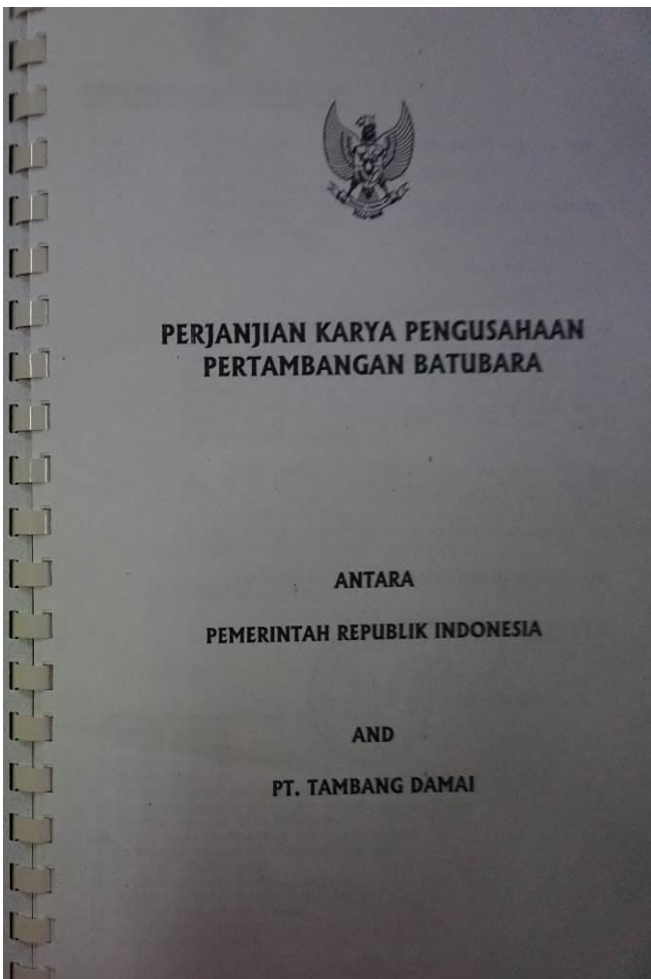 PERJANJIAN KARYA PENGUSAHAAN
PERTAMBANGAN BATUBARA
ANTARA
PEMERINTAH REPUBLIK INDONESIA
AND
PT. TAMBANG DAMAI